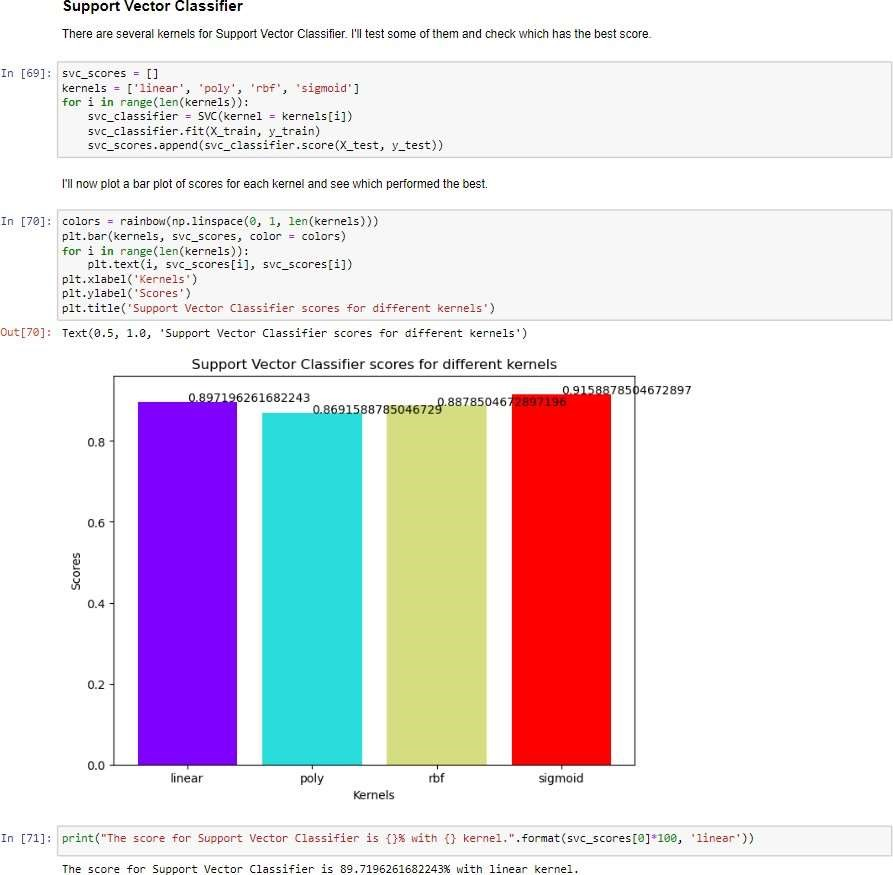 Support Vector Classifier
There are several kernels for Support Vector Classifier. I'll test some of them and check which has the best score.
In [69]: svc_scores = []
kernels = ['linear', 'poly', 'rbf', 'sigmoid']
for i in range(len(kernels)):
    svc_classifier = SVC(kernel = kernels[i])
    svc_classifier.fit(X_train, y_train)
    svc_scores.append(svc_classifier.score(X_test, y_test))
I'll now plot a bar plot of scores for each kernel and see which performed the best.
In [70]: colors = rainbow(np.linspace(0, 1, len(kernels)))
plt.bar(kernels, svc_scores, color = colors)
for i in range(len(kernels)):
    plt.text(i, svc_scores[i], svc_scores[i])
plt.xlabel('Kernels')
plt.ylabel('Scores')
plt.title('Support Vector Classifier scores for different kernels')
Out[70]: Text(0.5, 1.0, 'Support Vector Classifier scores for different kernels')
Support Vector Classifier scores for different kernels
0.897196261682243
0.8691588785046729
0.8878504672897196
0.9158878504672897
0.8
0.6
0.4
0.2
0.0
Scores
linear poly rbf sigmoid
Kernels
In [71]: print("The score for Support Vector Classifier is {}% with {} kernel.".format(svc_scores[0]*100, 'linear'))
The score for Support Vector Classifier is 89.7196261682243% with linear kernel.